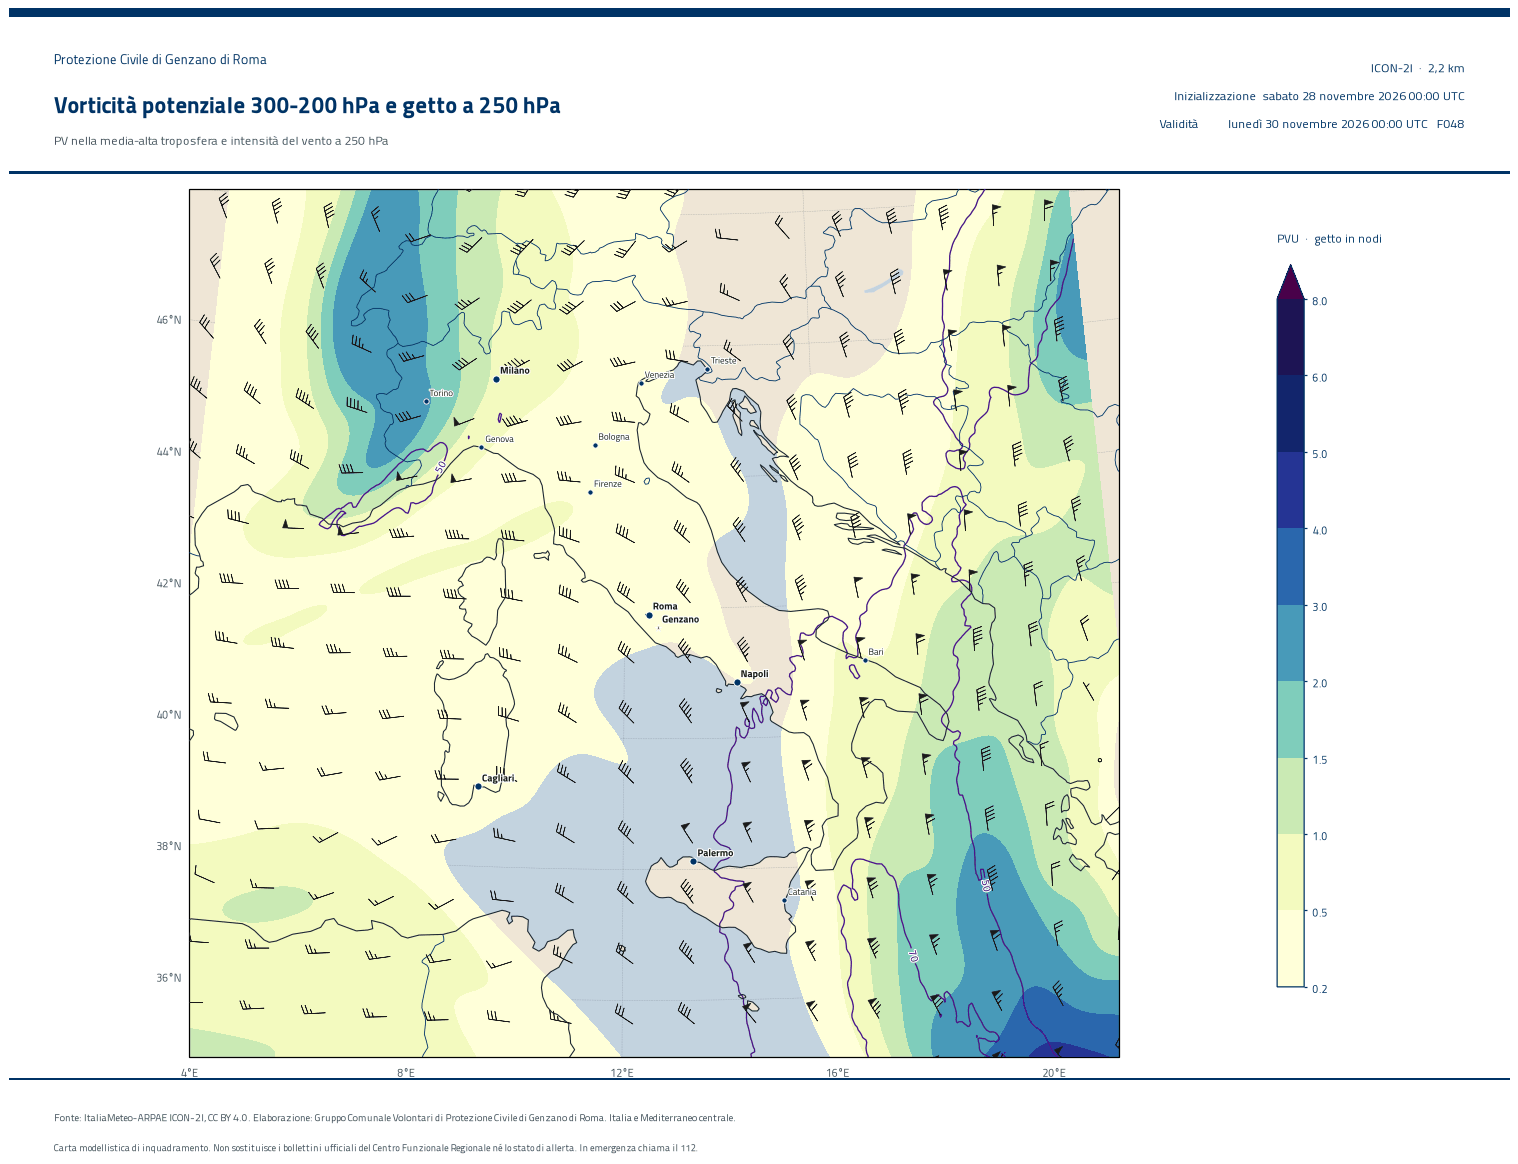 Protezione Civile di Genzano di Roma
Vorticità potenziale 300-200 hPa e getto a 250 hPa
PV nella media-alta troposfera e intensità del vento a 250 hPa
ICON-2I · 2,2 km
Inizializzazione sabato 28 novembre 2026 00:00 UTC
Validità lunedì 30 novembre 2026 00:00 UTC F048
PVU · getto in nodi
8.0
6.0
5.0
4.0
3.0
2.0
1.5
1.0
0.5
0.2
46°N
44°N
42°N
40°N
38°N
36°N
4°E
8°E
12°E
16°E
20°E
Trieste
Venezia
Milano
Torino
Genova
Bologna
50
Firenze
Roma
Genzano
Bari
Napoli
Cagliari
Palermo
50
Catania
70
Fonte: ItaliaMeteo-ARPAE ICON-2I, CC BY 4.0. Elaborazione: Gruppo Comunale Volontari di Protezione Civile di Genzano di Roma. Italia e Mediterraneo centrale.
Carta modellistica di inquadramento. Non sostituisce i bollettini ufficiali del Centro Funzionale Regionale né lo stato di allerta. In emergenza chiama il 112.